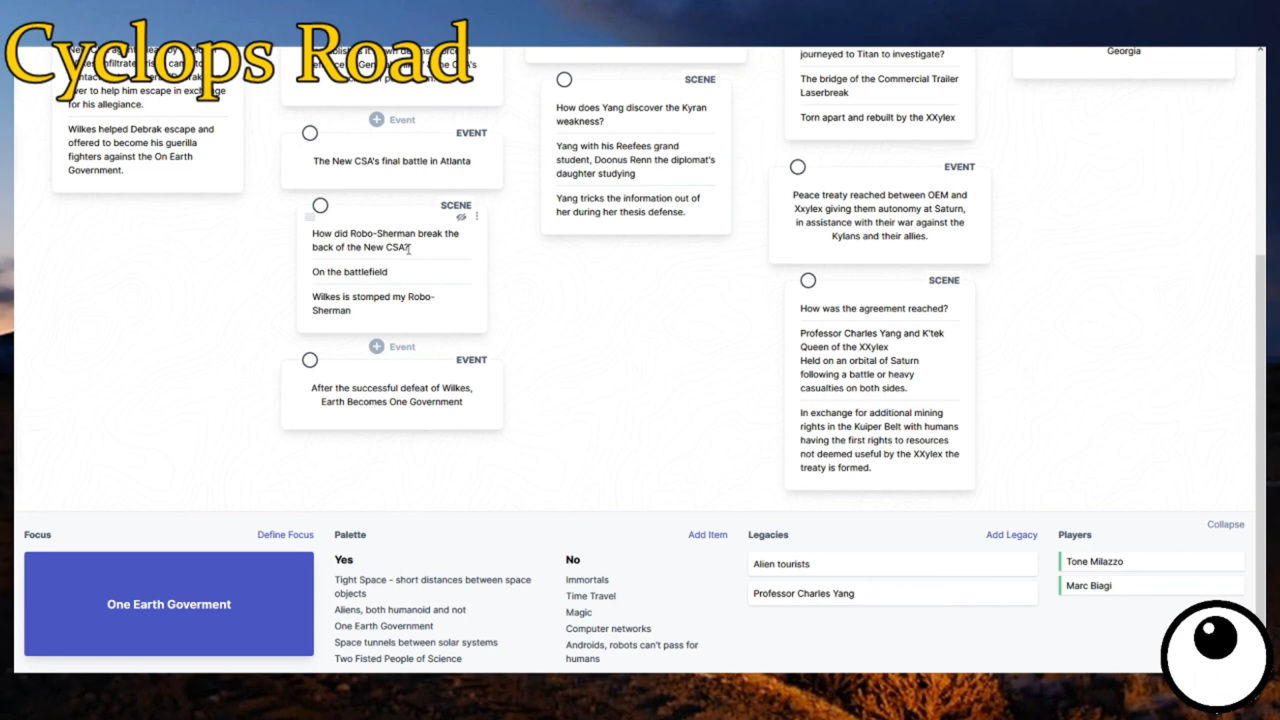 Cyclops Road
for his allegiance.
Wilkes helped Debrak escape and
offered to become his guerilla
fighters against the On Earth
Government.
Event
EVENT
The New CSA's final battle in Atlanta
SCENE
How did Robo-Sherman break the
back of the New CSA?
On the battlefield
Wilkes is stomped my Robo-
Sherman
Event
EVENT
After the successful defeat of Wilkes,
Earth Becomes One Government
SCENE
How does Yang discover the Kyran
weakness?
Yang with his Reefees grand
student, Doonus Renn the diplomat's
daughter studying
Yang tricks the information out of
her during her thesis defense.
journeyed to Titan to investigate?
The bridge of the Commercial Trailer
Laserbreak
Torn apart and rebuilt by the XXylex
EVENT
Peace treaty reached between OEM and
Xxylex giving them autonomy at Saturn,
in assistance with their war against the
Kylans and their allies.
SCENE
How was the agreement reached?
Professor Charles Yang and K'tek
Queen of the XXylex
Held on an orbital of Saturn
following a battle or heavy
casualties on both sides.
In exchange for additional mining
rights in the Kuiper Belt with humans
having the first rights to resources
not deemed useful by the XXylex the
treaty is formed.
Georgia
Collapse
Focus
Define Focus
One Earth Goverment
Palette
Add Item
Yes
Tight Space - short distances between space
objects
Aliens, both humanoid and not
One Earth Government
Space tunnels between solar systems
Two Fisted People of Science
No
Immortals
Time Travel
Magic
Computer networks
Androids, robots can't pass for
humans
Legacies
Add Legacy
Alien tourists
Professor Charles Yang
Players
Tone Milazzo
Marc Biagi